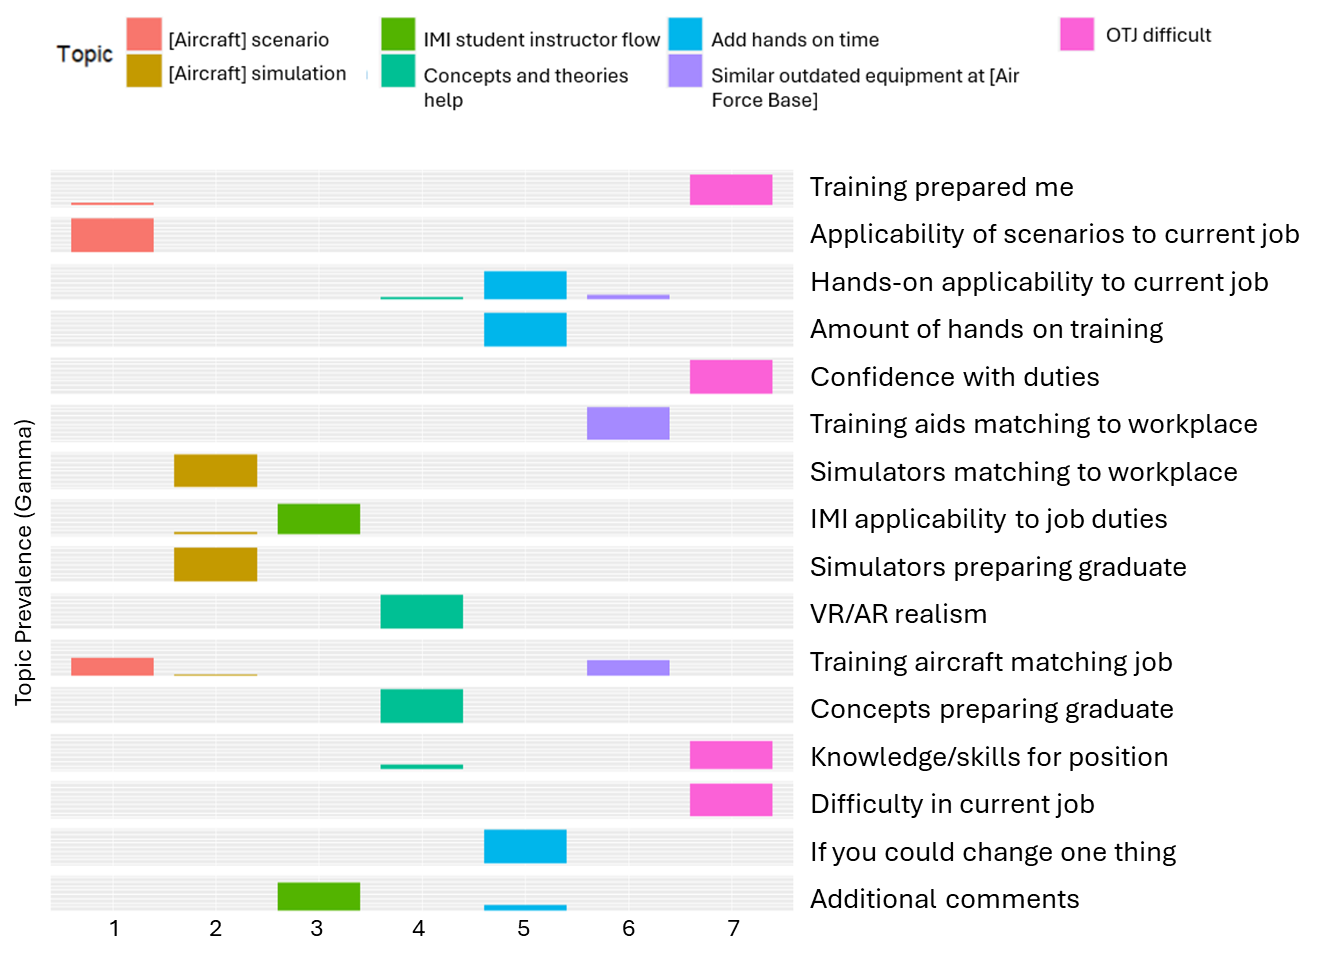 Topic
[Aircraft] scenario
[Aircraft] simulation
IMI student instructor flow
Concepts and theories
help
Add hands on time
Similar outdated equipment at [Air
Force Base]
OTJ difficult
Topic Prevalence (Gamma)
Training prepared me
Applicability of scenarios to current job
Hands-on applicability to current job
Amount of hands on training
Confidence with duties
Training aids matching to workplace
Simulators matching to workplace
IMI applicability to job duties
Simulators preparing graduate
VR/AR realism
Training aircraft matching job
Concepts preparing graduate
Knowledge/skills for position
Difficulty in current job
If you could change one thing
Additional comments
1 2 3 4 5 6 7